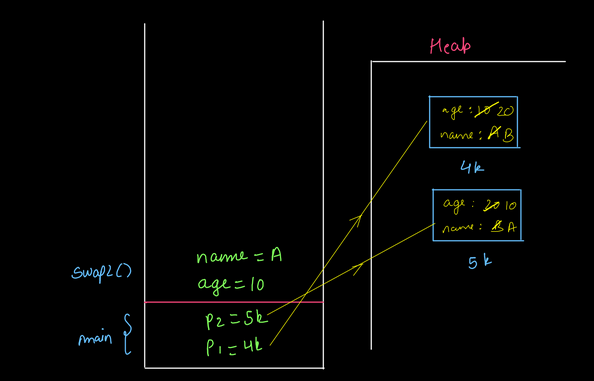 Heap
age : 10 20
name : A B
4k
age : 20 10
name : B A
5k
swap2()
name = A
age = 10
main
P2 = 5k
P1 = 4k